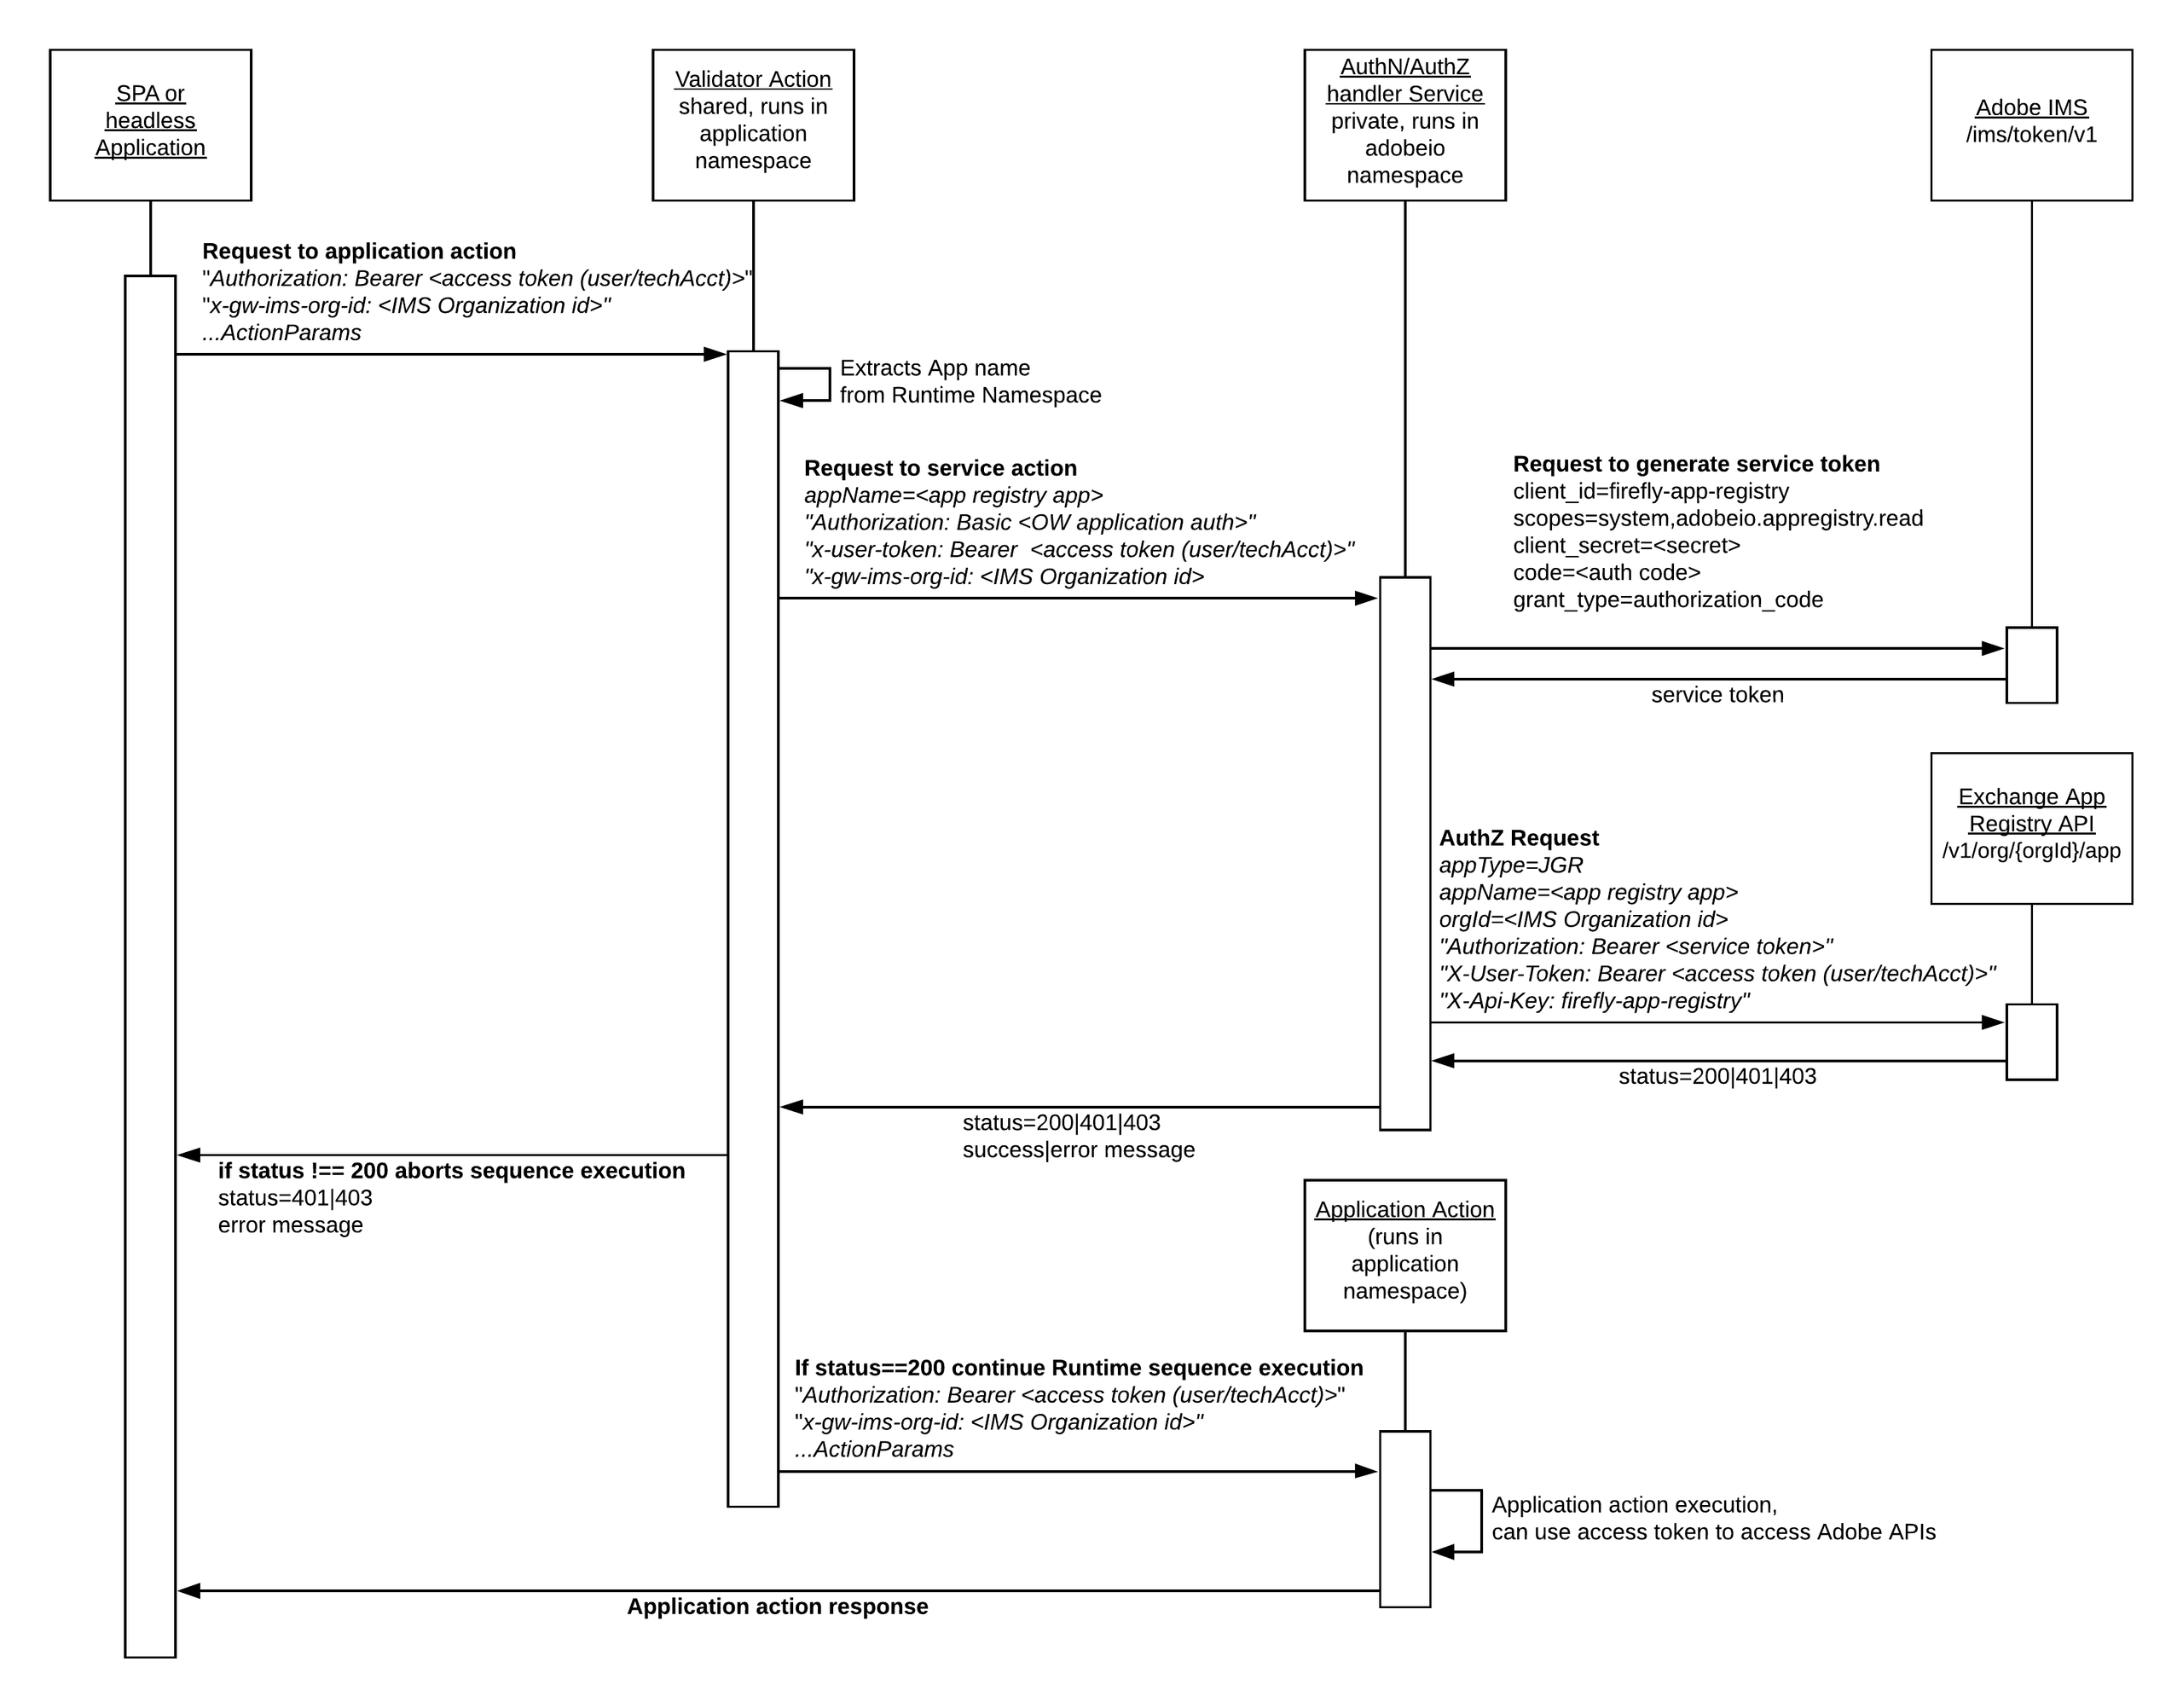 SPA or
headless
Application
Validator Action
shared, runs in
application
namespace
AuthN/AuthZ
handler Service
private, runs in
adobeio
namespace
Adobe IMS
/ims/token/v1
Request to application action
"Authorization: Bearer <access token (user/techAcct)>"
"x-gw-ims-org-id: <IMS Organization id>"
...ActionParams
Extracts App name
from Runtime Namespace
Request to service action
appName=<app registry app>
"Authorization: Basic <OW application auth>"
"x-user-token: Bearer  <access token (user/techAcct)>"
"x-gw-ims-org-id: <IMS Organization id>
Request to generate service token
client_id=firefly-app-registry
scopes=system,adobeio.appregistry.read
client_secret=<secret>
code=<auth code>
grant_type=authorization_code
service token
Exchange App
Registry API
/v1/org/{orgId}/app
AuthZ Request
appType=JGR
appName=<app registry app>
orgId=<IMS Organization id>
"Authorization: Bearer <service token>"
"X-User-Token: Bearer <access token (user/techAcct)>"
"X-Api-Key: firefly-app-registry"
status=200|401|403
status=200|401|403
success|error message
if status !== 200 aborts sequence execution
status=401|403
error message
Application Action
(runs in
application
namespace)
If status==200 continue Runtime sequence execution
"Authorization: Bearer <access token (user/techAcct)>"
"x-gw-ims-org-id: <IMS Organization id>"
...ActionParams
Application action execution,
can use access token to access Adobe APIs
Application action response